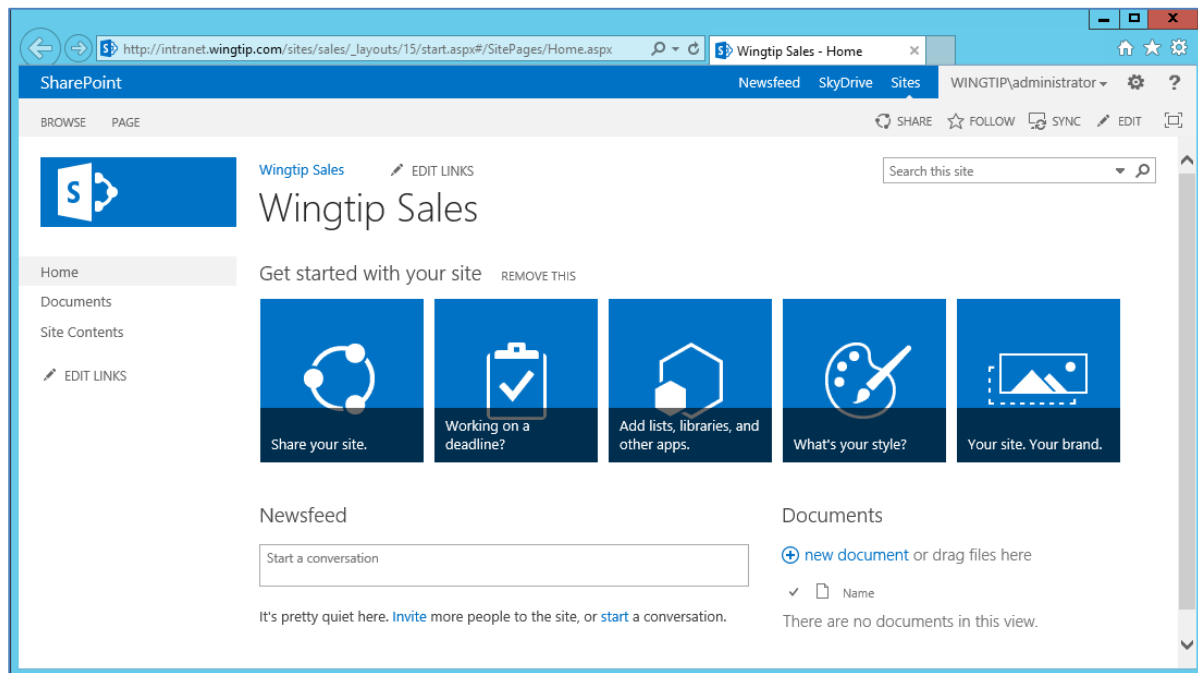 http://intranet.wingtip.com/sites/sales/_layouts/15/start.aspx#/SitePages/Home.aspx
Wingtip Sales - Home
SharePoint
Newsfeed SkyDrive Sites WINGTIP\administrator ?
BROWSE PAGE
SHARE FOLLOW SYNC EDIT
S
Wingtip Sales EDIT LINKS
Search this site
Wingtip Sales
Home
Documents
Site Contents
EDIT LINKS
Get started with your site REMOVE THIS
Share your site.
Working on a
deadline?
Add lists, libraries, and
other apps.
What's your style?
Your site. Your brand.
Newsfeed
Start a conversation
It's pretty quiet here. Invite more people to the site, or start a conversation.
Documents
new document or drag files here
Name
There are no documents in this view.